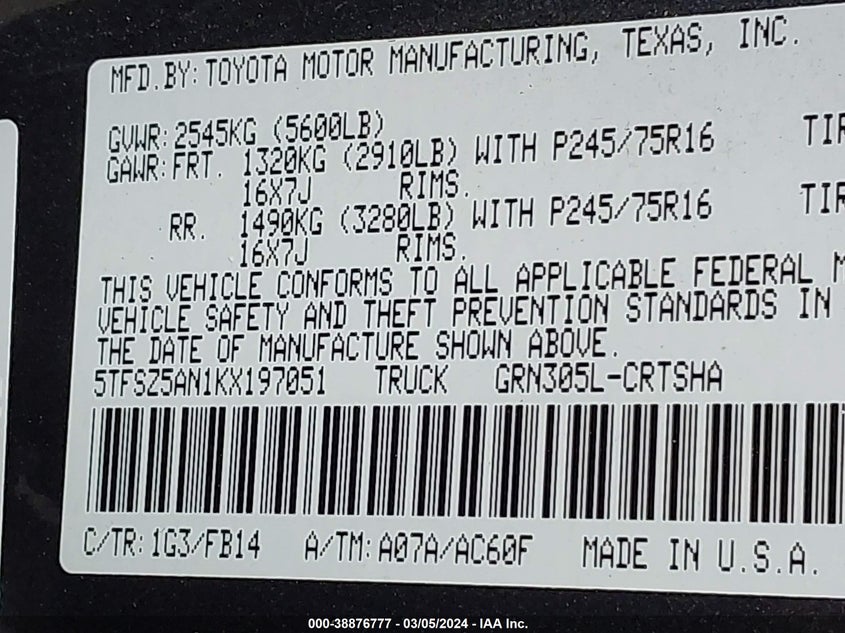 MFD.BY: TOYOTA MOTOR MANUFACTURING, TEXAS, INC.
GVWR: 2545KG (5600LB)
GAWR: FRT. 1320KG (2910LB) WITH P245/75R16 TIR
16X7J RIMS.
RR. 1490KG (3280LB) WITH P245/75R16 TIR
16X7J RIMS.
THIS VEHICLE CONFORMS TO ALL APPLICABLE FEDERAL M
VEHICLE SAFETY AND THEFT PREVENTION STANDARDS IN
THE DATE OF MANUFACTURE SHOWN ABOVE.
5TFSZ5AN1KX197051 TRUCK GRN305L-CRTSHA
C/TR: 1G3/FB14 A/TM: A07A/AC60F MADE IN U.S.A.
000-38876777 - 03/05/2024 - IAA Inc.